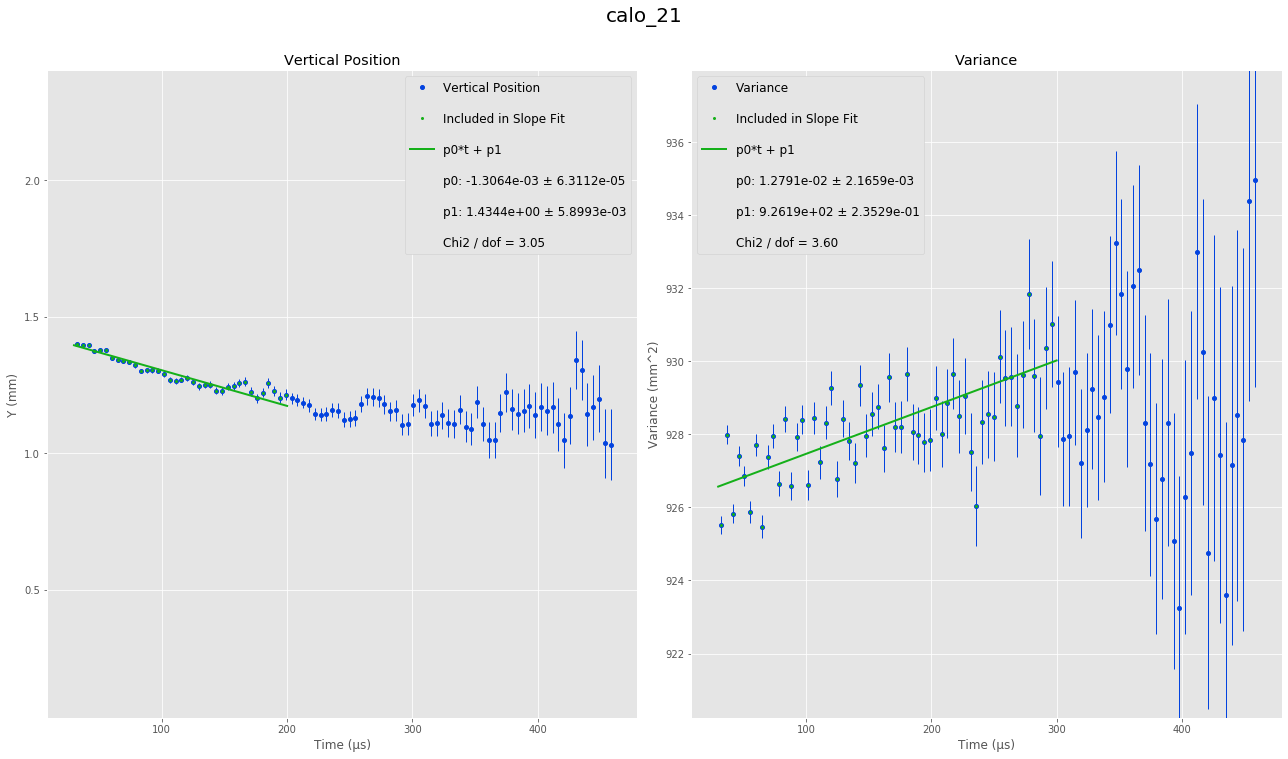 calo_21
Vertical Position
Vertical Position
Included in Slope Fit
p0*t + p1
p0: -1.3064e-03 ± 6.3112e-05
p1: 1.4344e+00 ± 5.8993e-03
Chi2 / dof = 3.05
2.0
1.5
1.0
0.5
Y (mm)
100
200
300
400
Time (μs)
Variance
Variance
Included in Slope Fit
p0*t + p1
p0: 1.2791e-02 ± 2.1659e-03
p1: 9.2619e+02 ± 2.3529e-01
Chi2 / dof = 3.60
936
934
932
930
928
926
924
922
Variance (mm^2)
100
200
300
400
Time (μs)